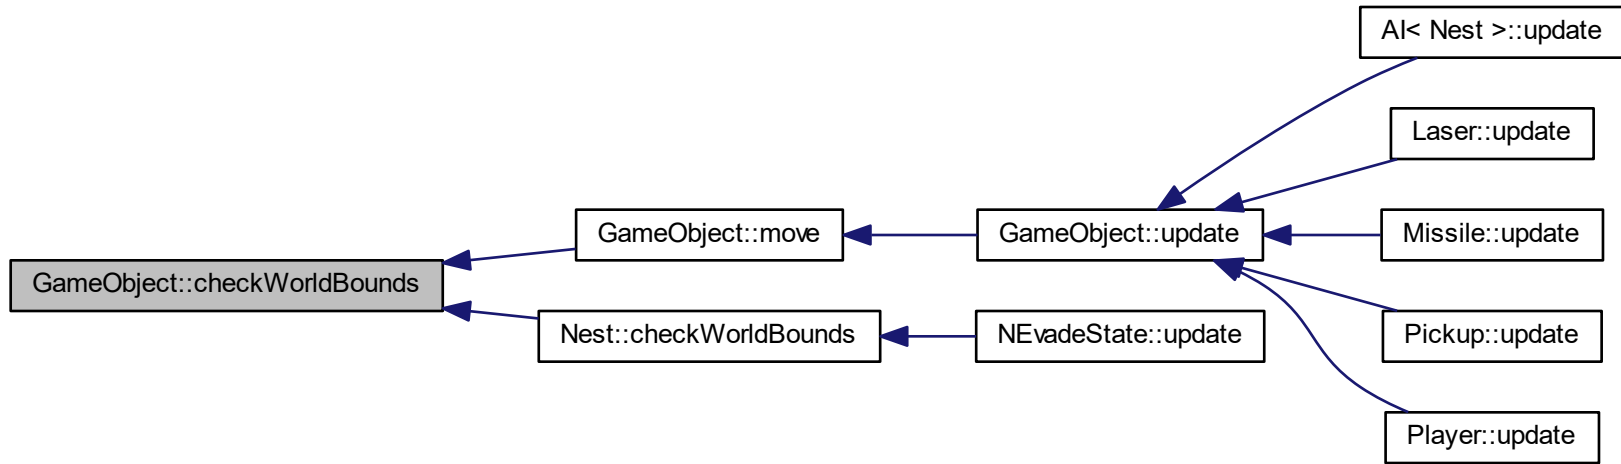 AI< Nest >::update
Laser::update
GameObject::move
GameObject::update
Missile::update
GameObject::checkWorldBounds
Nest::checkWorldBounds
NEvadeState::update
Pickup::update
Player::update